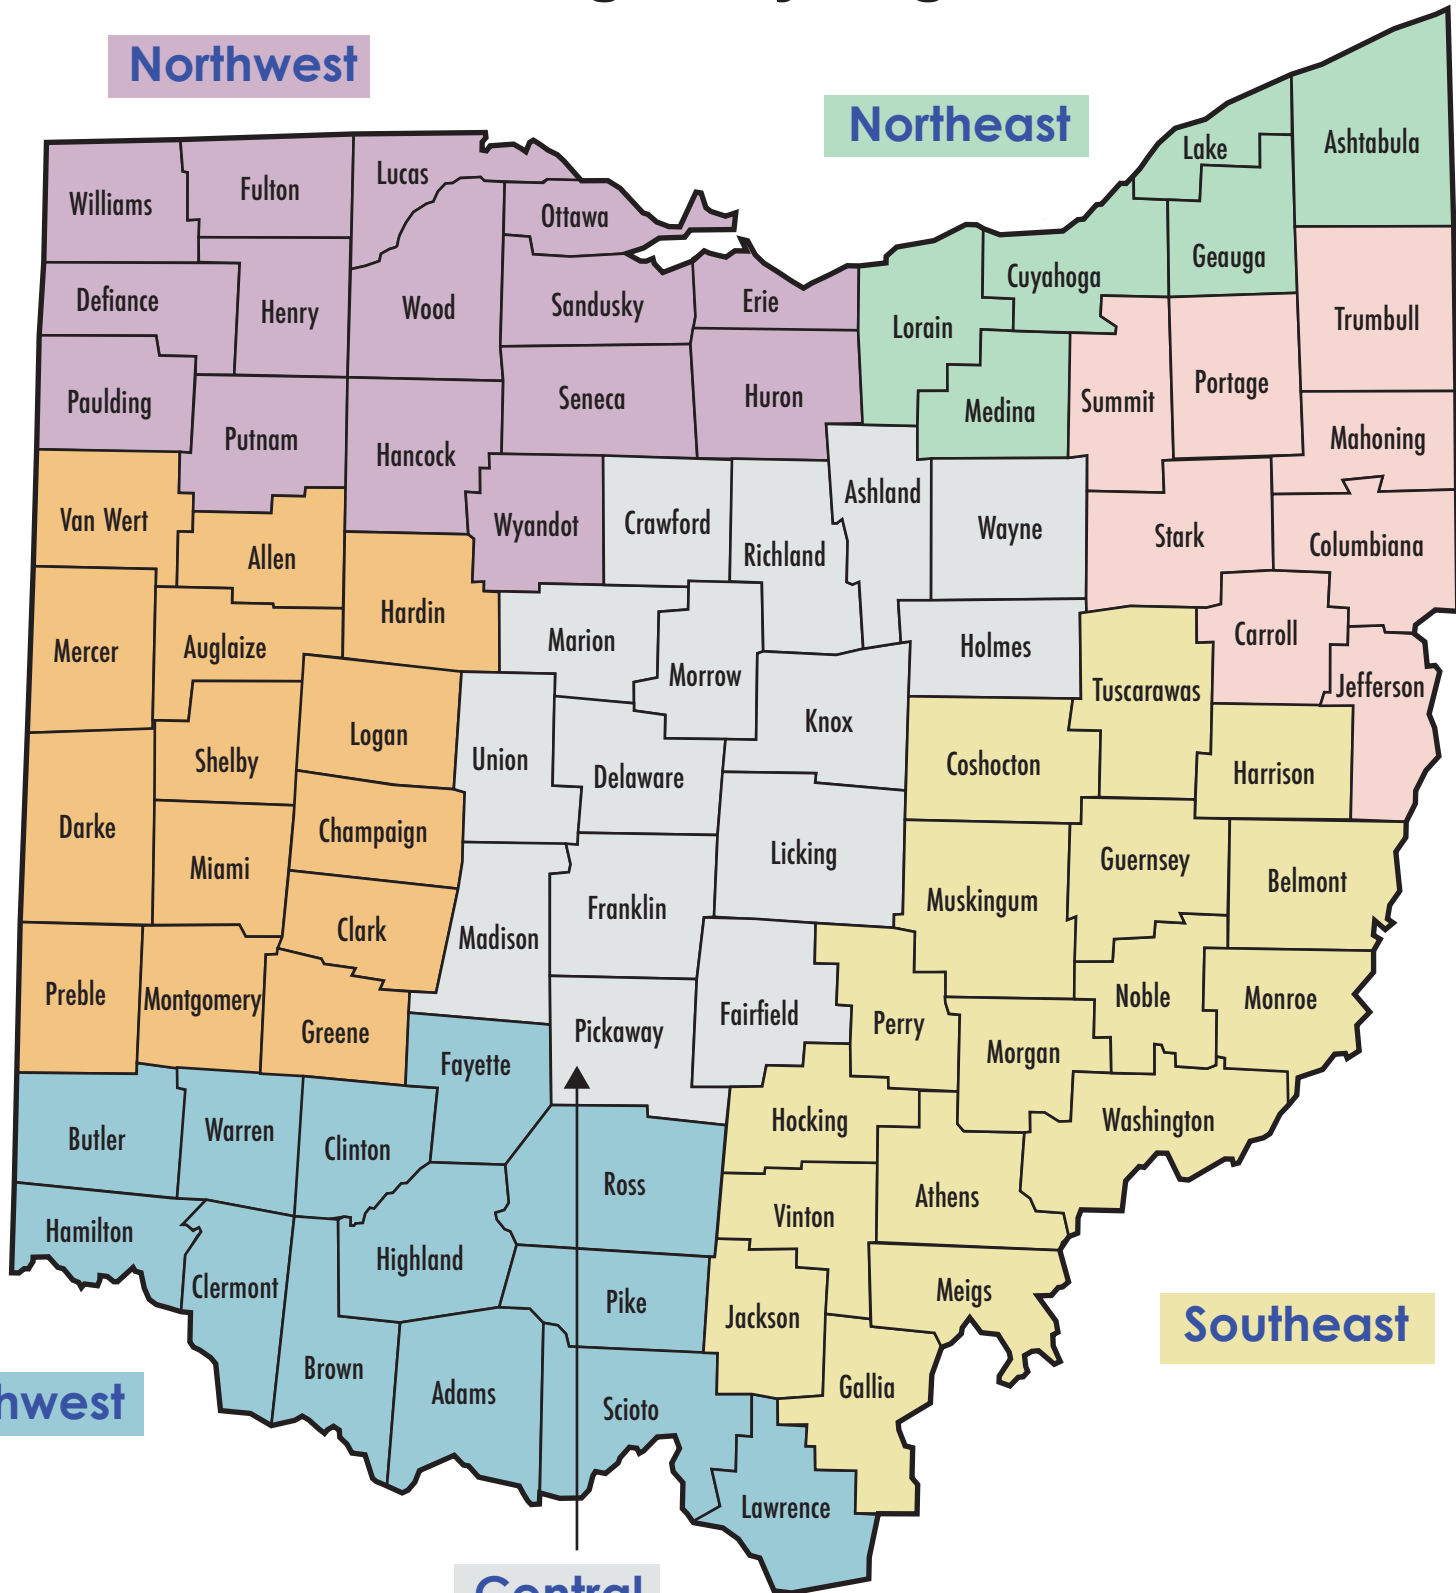 Northwest
Northeast
Lake
Ashtabula
Williams
Fulton
Lucas
Ottawa
Geauga
Cuyahoga
Defiance
Henry
Wood
Sandusky
Erie
Lorain
Trumbull
Paulding
Seneca
Huron
Medina
Summit
Portage
Putnam
Hancock
Mahoning
Van Wert
Allen
Wyandot
Crawford
Richland
Ashland
Wayne
Stark
Columbiana
Mercer
Auglaize
Hardin
Marion
Morrow
Holmes
Carroll
Jefferson
Tuscarawas
Shelby
Logan
Union
Delaware
Knox
Coshocton
Harrison
Darke
Miami
Champaign
Licking
Guernsey
Belmont
Clark
Madison
Franklin
Muskingum
Preble
Montgomery
Greene
Pickaway
Fairfield
Perry
Morgan
Noble
Monroe
Fayette
Butler
Warren
Clinton
Hocking
Washington
Ross
Athens
Vinton
Hamilton
Highland
Clermont
Pike
Jackson
Meigs
Southeast
Brown
Adams
Scioto
Gallia
hwest
Lawrence
Central